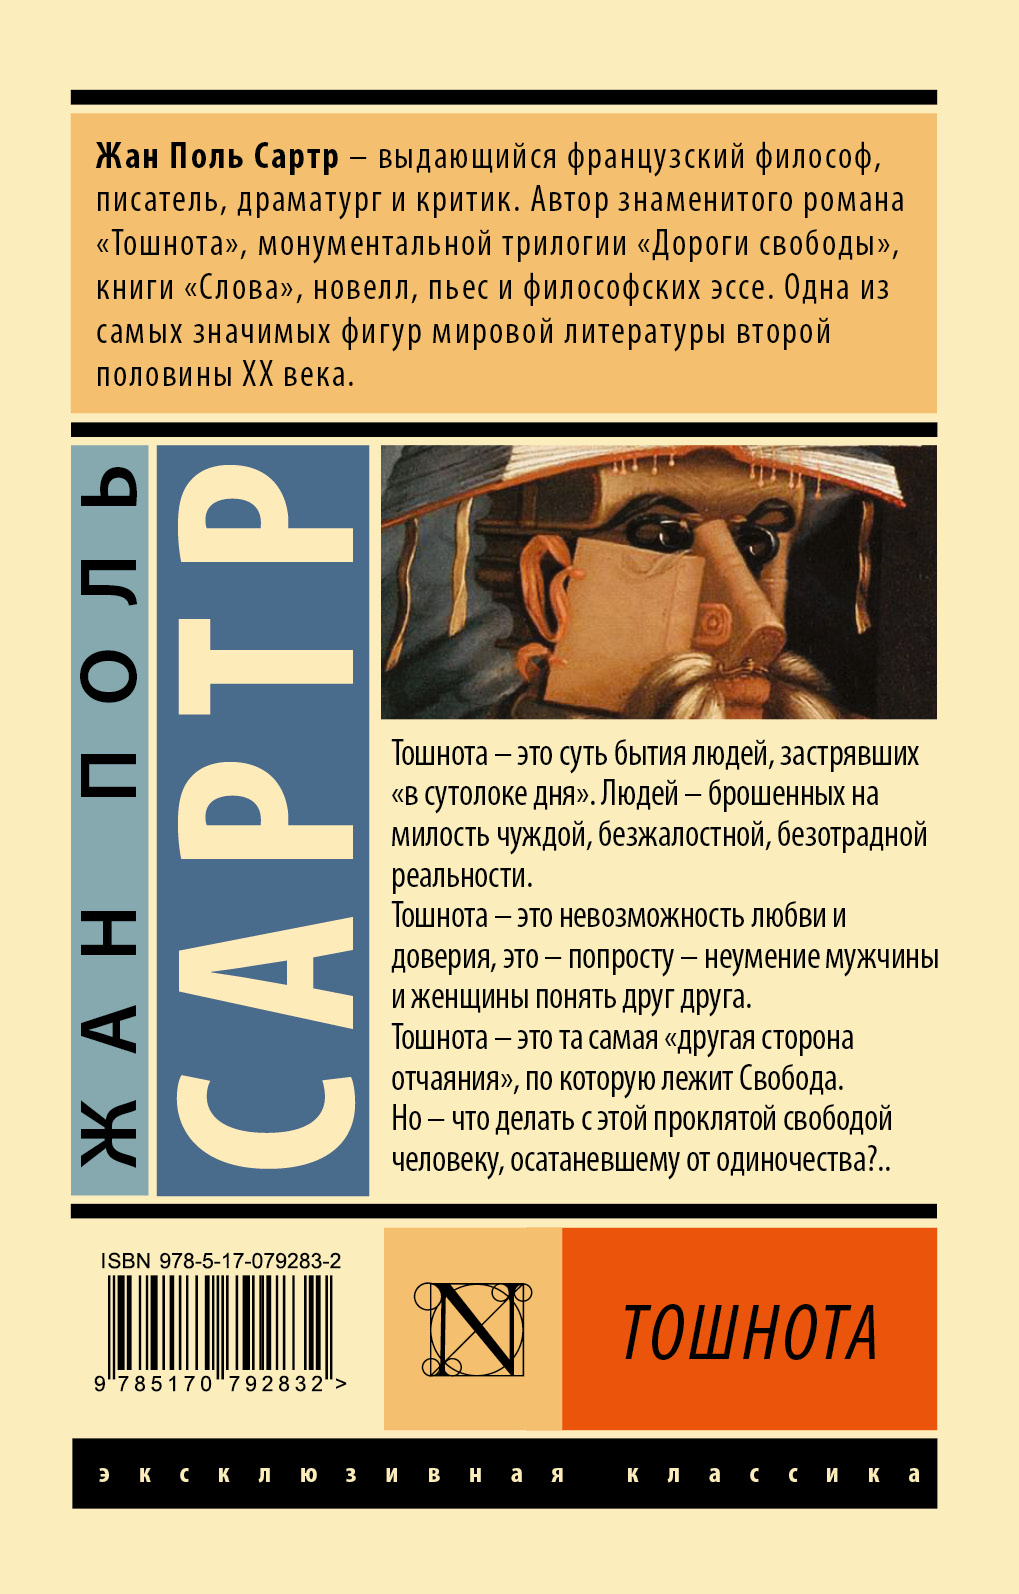 Жан Поль Сартр – выдающийся французский философ,
писатель, драматург и критик. Автор знаменитого романа
«Тошнота», монументальной трилогии «Дороги свободы»,
книги «Слова», новелл, пьес и философских эссе. Одна из
самых значимых фигур мировой литературы второй
половины XX века.
ЖАН ПОЛЬ
САРТР
Тошнота – это суть бытия людей, застрявших
«в сутолоке дня». Людей – брошенных на
милость чуждой, безжалостной, безотрадной
реальности.
Тошнота – это невозможность любви и
доверия, это – попросту – неумение мужчины
и женщины понять друг друга.
Тошнота – это та самая «другая сторона
отчаяния», по которую лежит Свобода.
Но – что делать с этой проклятой свободой
человеку, осатаневшему от одиночества?..
ISBN 978-5-17-079283-2
9 785170 792832 >
N
ТОШНОТА
эксклюзивная классика